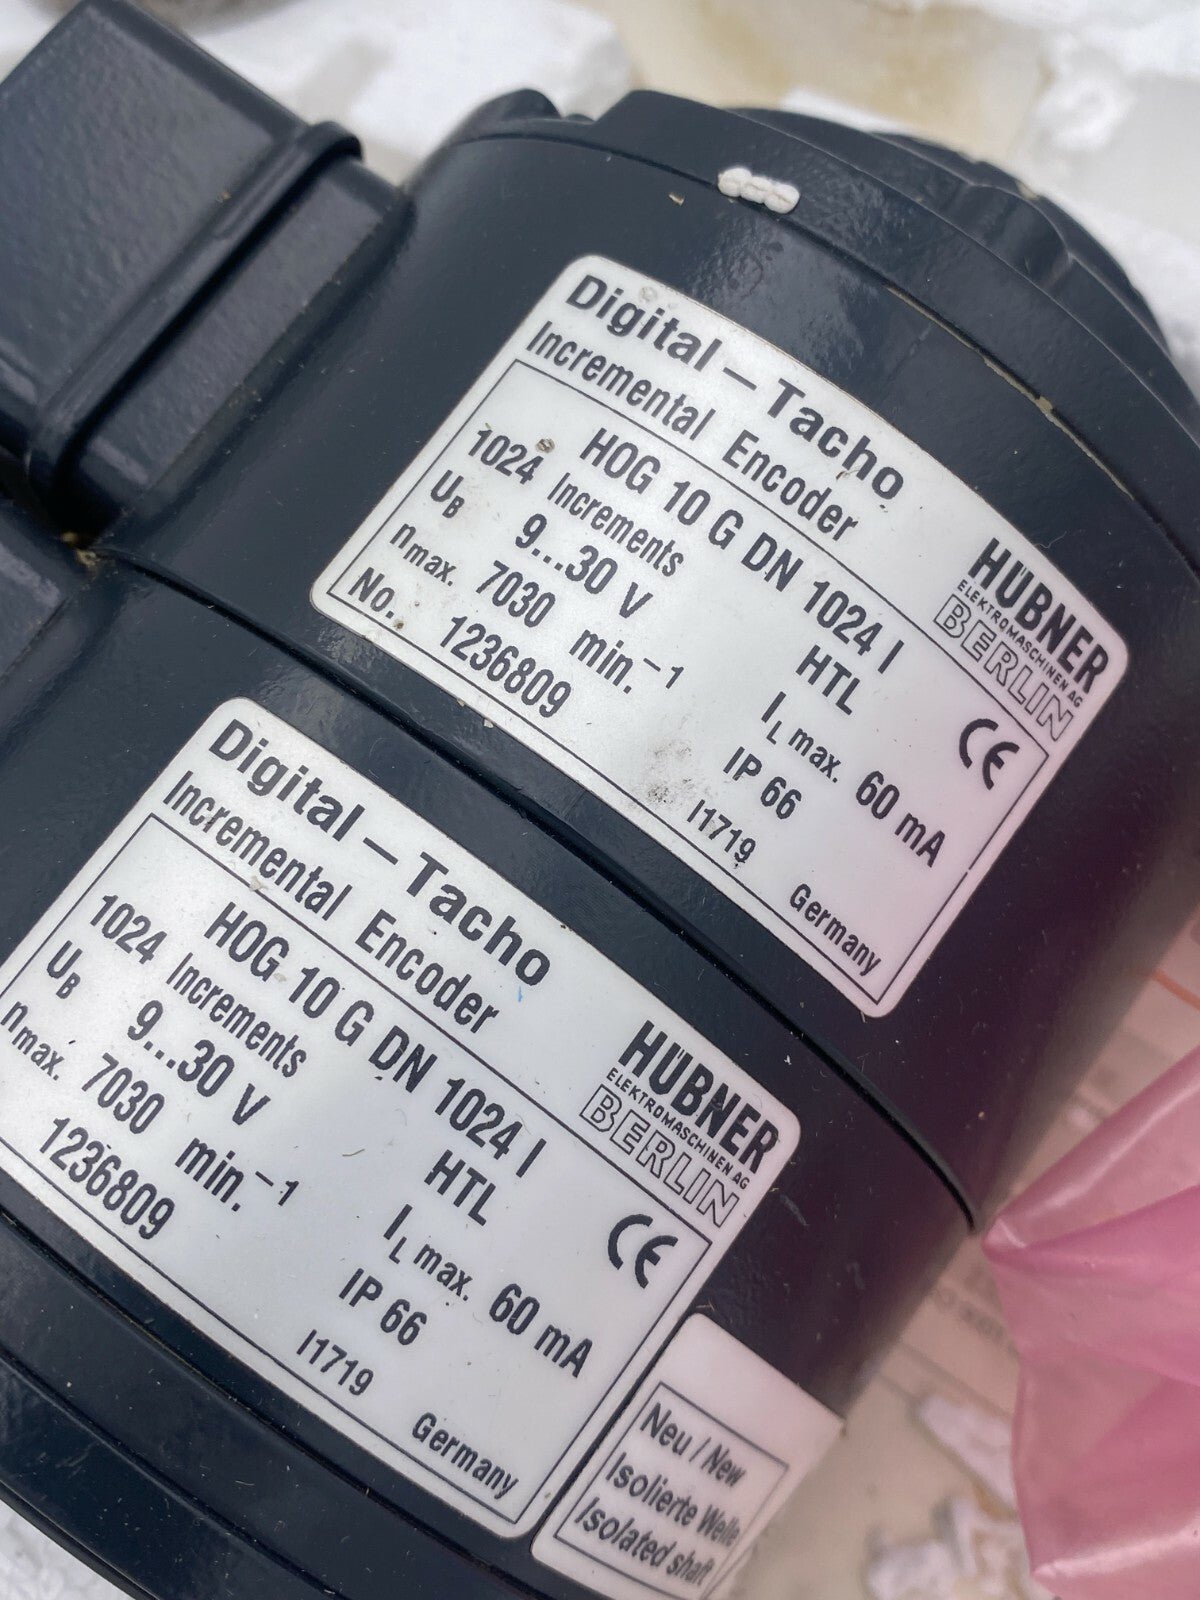 Digital – Tacho
Incremental Encoder
HÜBNER
ELEKTROMASCHINEN AG
BERLIN
HOG 10 G DN 1024 I
1024 Increments HTL CE
UB 9...30 V IL max. 60 mA
nmax. 7030 min.⁻¹ IP 66
No. 1236809 I1719 Germany
Digital – Tacho
Incremental Encoder
HÜBNER
ELEKTROMASCHINEN AG
BERLIN
HOG 10 G DN 1024 I
1024 Increments HTL CE
UB 9...30 V IL max. 60 mA
nmax. 7030 min.⁻¹ IP 66
1236809 I1719 Germany
Neu / New
Isolierte Welle
Isolated shaft